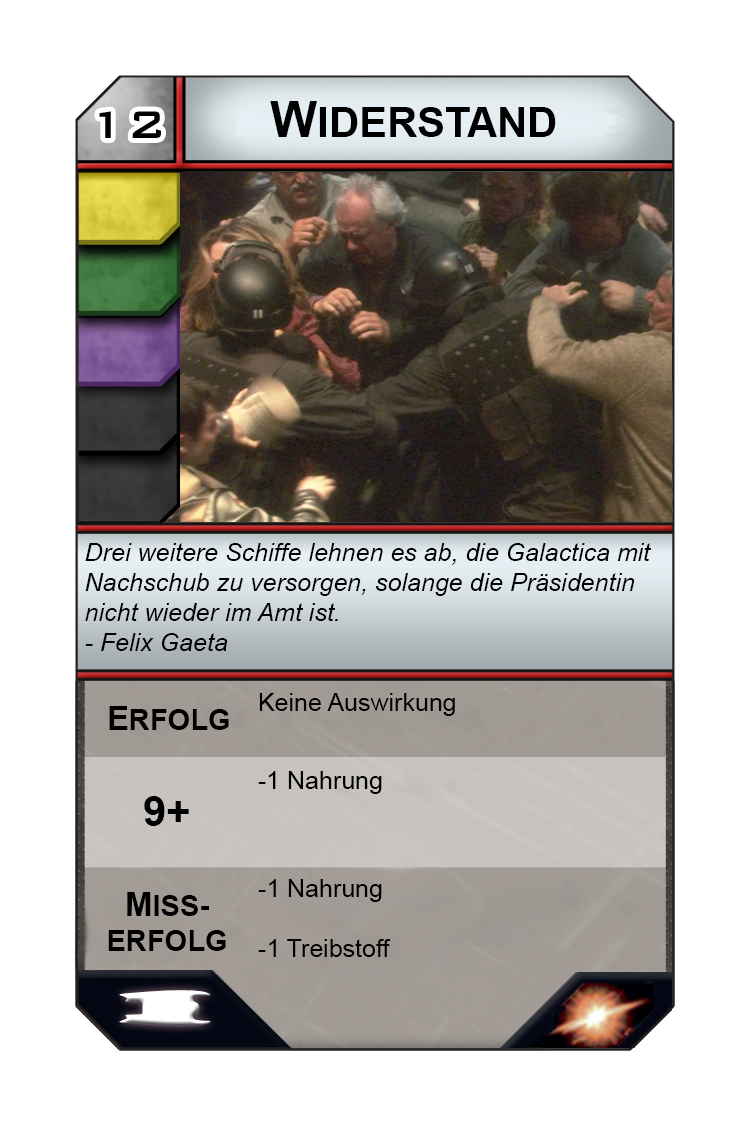 12
WIDERSTAND
Drei weitere Schiffe lehnen es ab, die Galactica mit
Nachschub zu versorgen, solange die Präsidentin
nicht wieder im Amt ist.
- Felix Gaeta
ERFOLG
Keine Auswirkung
9+
-1 Nahrung
MISS-
ERFOLG
-1 Nahrung
-1 Treibstoff